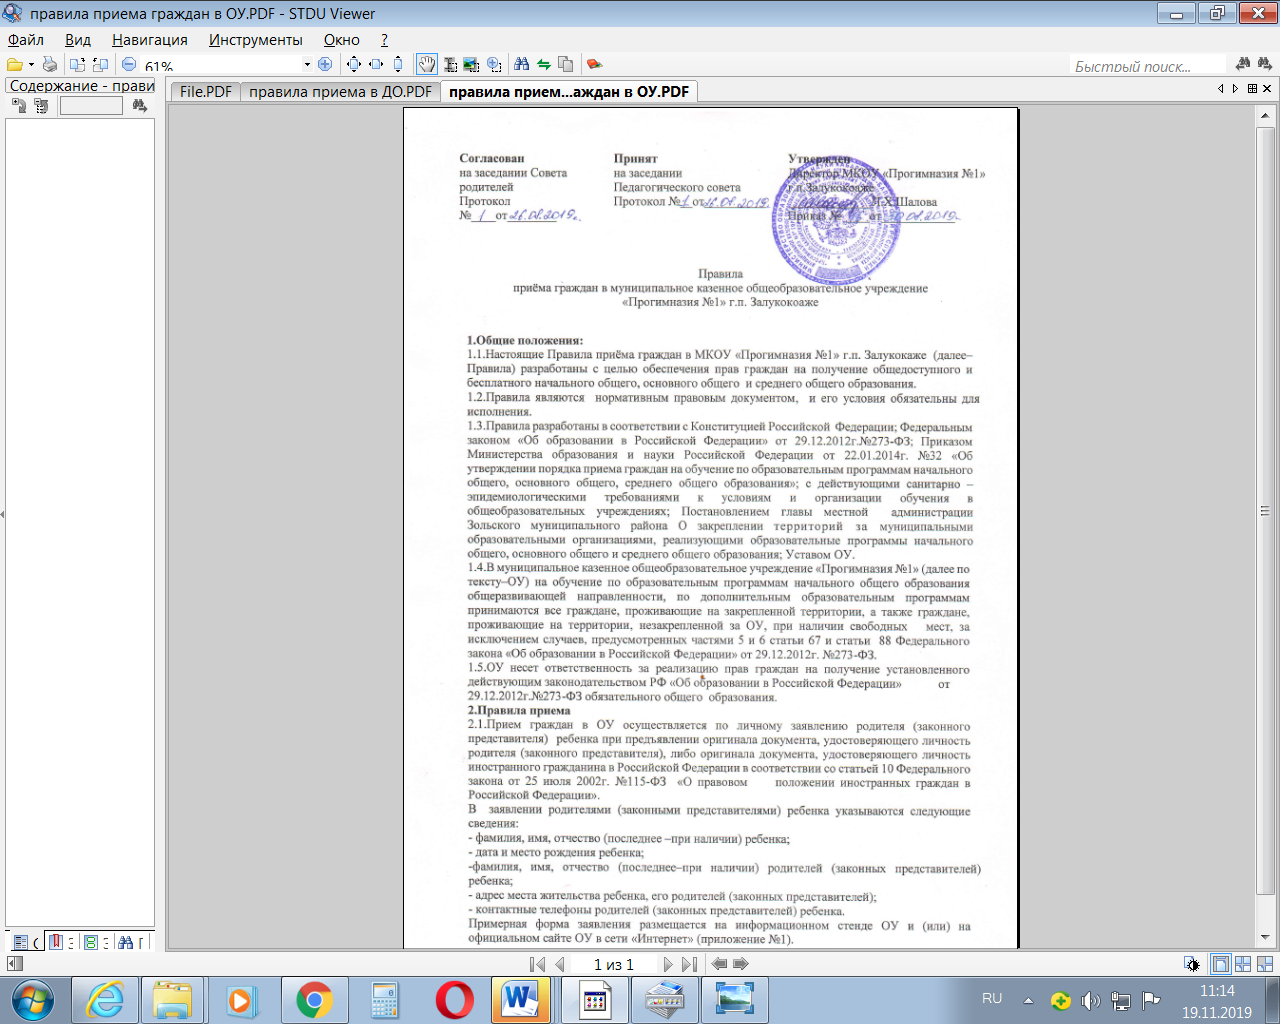 правила приема граждан в ОУ.PDF - STDU Viewer
Файл Вид Навигация Инструменты Окно ?
61% Быстрый поиск...
Содержание - прави
File.PDF правила приема в ДО.PDF правила прием...аждан в ОУ.PDF
Согласован
на заседании Совета
родителей
Протокол
№ 1 от 26.08.2019г.
Принят
на заседании
Педагогического совета
Протокол № 1 от 26.08.2019г.
Утвержден
Директор МКОУ «Прогимназия №1»
г.п.Залукокоаже
Шалова
Приказ № от 08.2019г.
Правила
приёма граждан в муниципальное казенное общеобразовательное учреждение
«Прогимназия №1» г.п. Залукокоаже
1.Общие положения:
1.1.Настоящие Правила приёма граждан в МКОУ «Прогимназия №1» г.п. Залукокаже (далее–
Правила) разработаны с целью обеспечения прав граждан на получение общедоступного и
бесплатного начального общего, основного общего и среднего общего образования.
1.2.Правила являются нормативным правовым документом, и его условия обязательны для
исполнения.
1.3.Правила разработаны в соответствии с Конституцией Российской Федерации; Федеральным
законом «Об образовании в Российской Федерации» от 29.12.2012г.№273-ФЗ; Приказом
Министерства образования и науки Российской Федерации от 22.01.2014г. №32 «Об
утверждении порядка приема граждан на обучение по образовательным программам начального
общего, основного общего, среднего общего образования»; с действующими санитарно –
эпидемиологическими требованиями к условиям и организации обучения в
общеобразовательных учреждениях; Постановлением главы местной администрации
Зольского муниципального района О закреплении территорий за муниципальными
образовательными организациями, реализующими образовательные программы начального
общего, основного общего и среднего общего образования; Уставом ОУ.
1.4.В муниципальное казенное общеобразовательное учреждение «Прогимназия №1» (далее по
тексту–ОУ) на обучение по образовательным программам начального общего образования
общеразвивающей направленности, по дополнительным образовательным программам
принимаются все граждане, проживающие на закрепленной территории, а также граждане,
проживающие на территории, незакрепленной за ОУ, при наличии свободных мест, за
исключением случаев, предусмотренных частями 5 и 6 статьи 67 и статьи 88 Федерального
закона «Об образовании в Российской Федерации» от 29.12.2012г. №273-ФЗ.
1.5.ОУ несет ответственность за реализацию прав граждан на получение установленного
действующим законодательством РФ «Об образовании в Российской Федерации» от
29.12.2012г.№273-ФЗ обязательного общего образования.
2.Правила приема
2.1.Прием граждан в ОУ осуществляется по личному заявлению родителя (законного
представителя) ребенка при предъявлении оригинала документа, удостоверяющего личность
родителя (законного представителя), либо оригинала документа, удостоверяющего личность
иностранного гражданина в Российской Федерации в соответствии со статьей 10 Федерального
закона от 25 июля 2002г. №115-ФЗ «О правовом положении иностранных граждан в
Российской Федерации».
В заявлении родителями (законными представителями) ребенка указываются следующие
сведения:
- фамилия, имя, отчество (последнее –при наличии) ребенка;
- дата и место рождения ребенка;
-фамилия, имя, отчество (последнее–при наличии) родителей (законных представителей)
ребенка;
- адрес места жительства ребенка, его родителей (законных представителей);
- контактные телефоны родителей (законных представителей) ребенка.
Примерная форма заявления размещается на информационном стенде ОУ и (или) на
официальном сайте ОУ в сети «Интернет» (приложение №1).
1 из 1
RU
11:14
19.11.2019